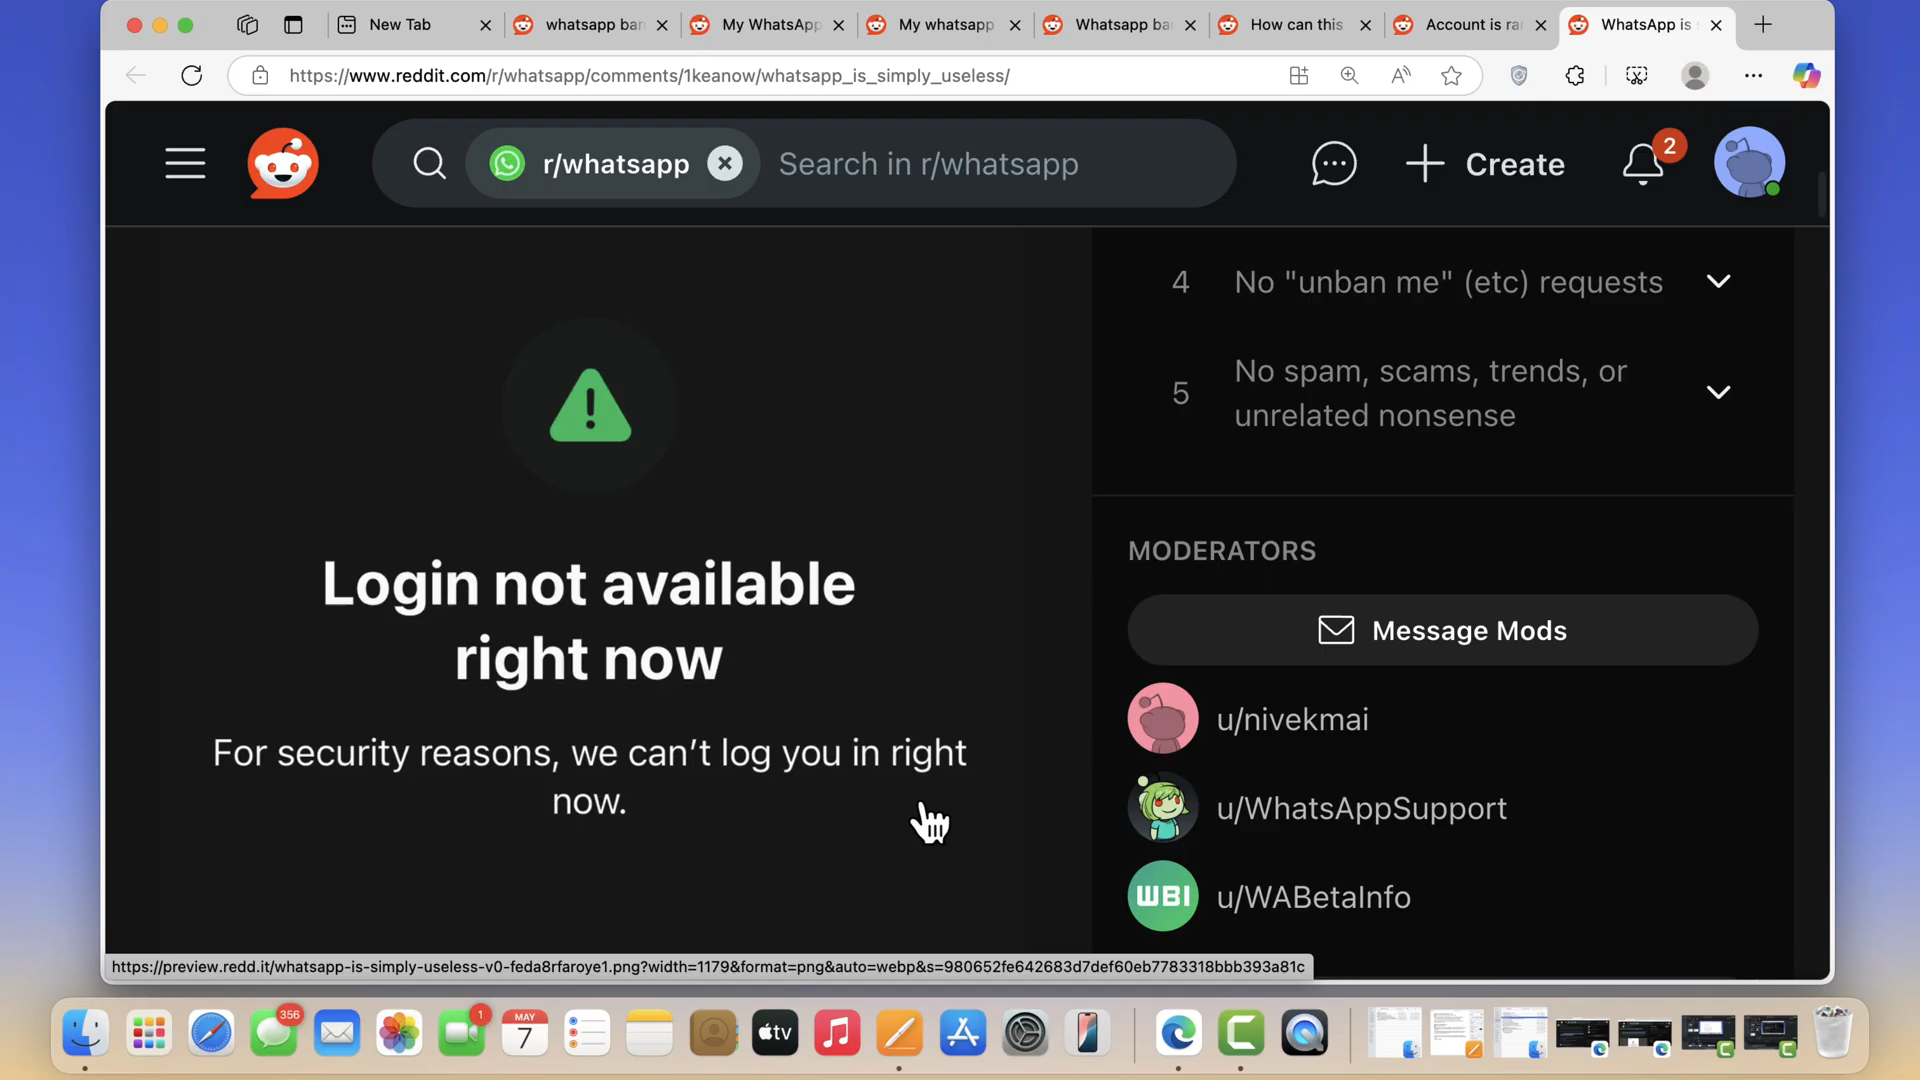 New Tab
whatsapp ban
My WhatsApp
My whatsapp
Whatsapp ba
How can this
Account is ra
WhatsApp is
https://www.reddit.com/r/whatsapp/comments/1keanow/whatsapp_is_simply_useless/
r/whatsapp
Search in r/whatsapp
Create
2
4 No "unban me" (etc) requests
5 No spam, scams, trends, or
unrelated nonsense
Login not available
right now
For security reasons, we can't log you in right
now.
MODERATORS
Message Mods
u/nivekmai
u/WhatsAppSupport
WBI u/WABetaInfo
https://preview.redd.it/whatsapp-is-simply-useless-v0-feda8rfaroye1.png?width=1179&format=png&auto=webp&s=980652fe642683d7def60eb7783318bbb393a81c
356
1
MAY
7
tv